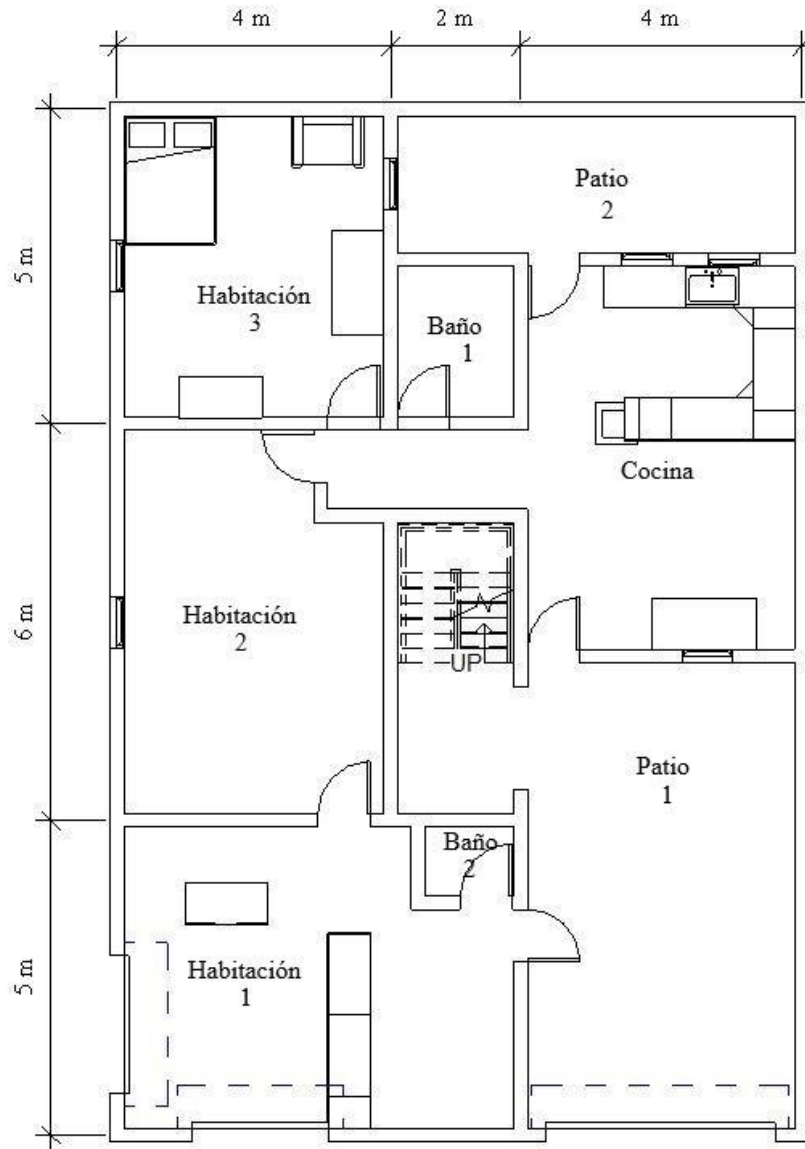 4 m
2 m
4 m
5 m
6 m
5 m
Patio
2
Habitación
3
Baño
1
Cocina
Habitación
2
UP
Patio
1
Baño
2
Habitación
1